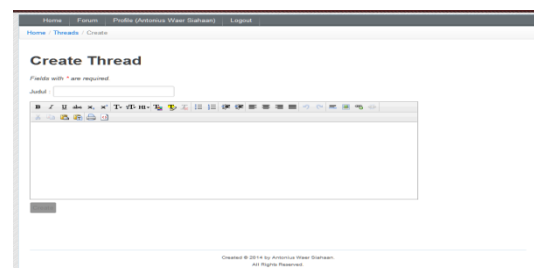 Home Forum Profile (Antonius Waer Siahaan) Logout
Home / Threads / Create
Create Thread
Fields with * are required
Judul :
Created © 2014 by Antonius Waer Siahaan.
All Rights Reserved.